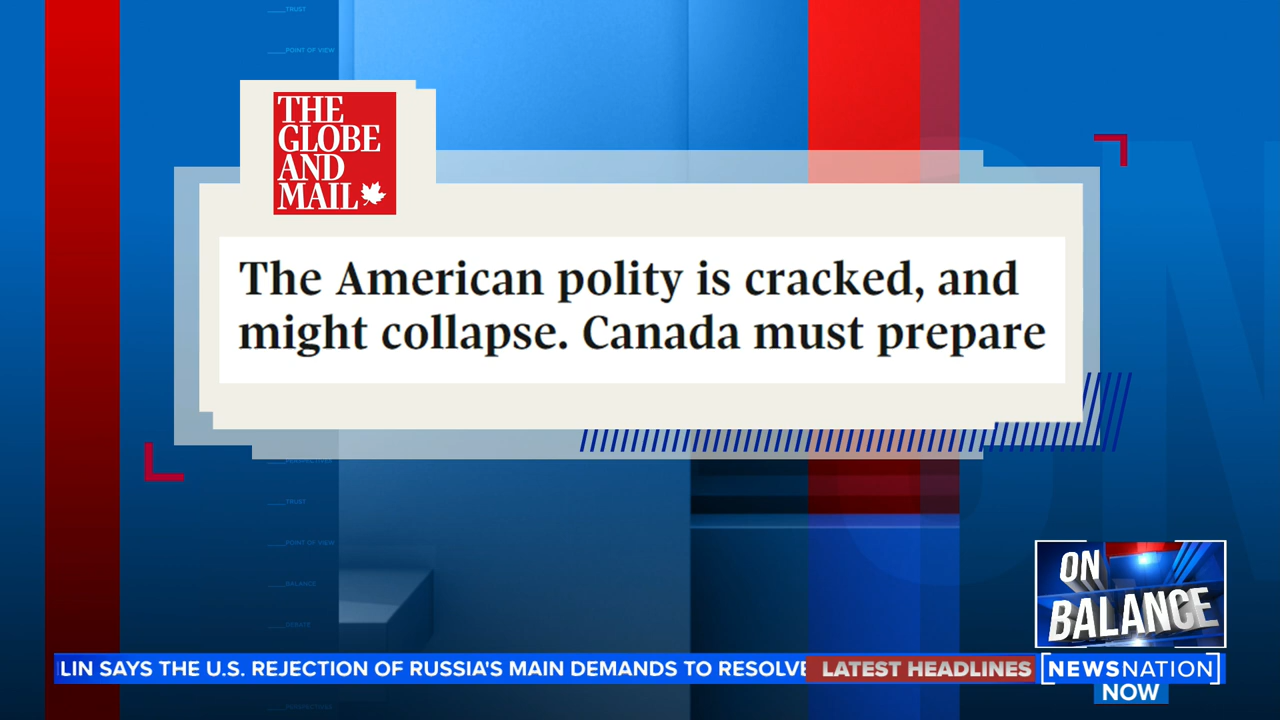 TRUST
POINT OF VIEW
THE
GLOBE
AND
MAIL
The American polity is cracked, and
might collapse. Canada must prepare
TRUST
POINT OF VIEW
BALANCE
ON
BALANCE
LIN SAYS THE U.S. REJECTION OF RUSSIA'S MAIN DEMANDS TO RESOLVE
LATEST HEADLINES
NEWSNATION
NOW